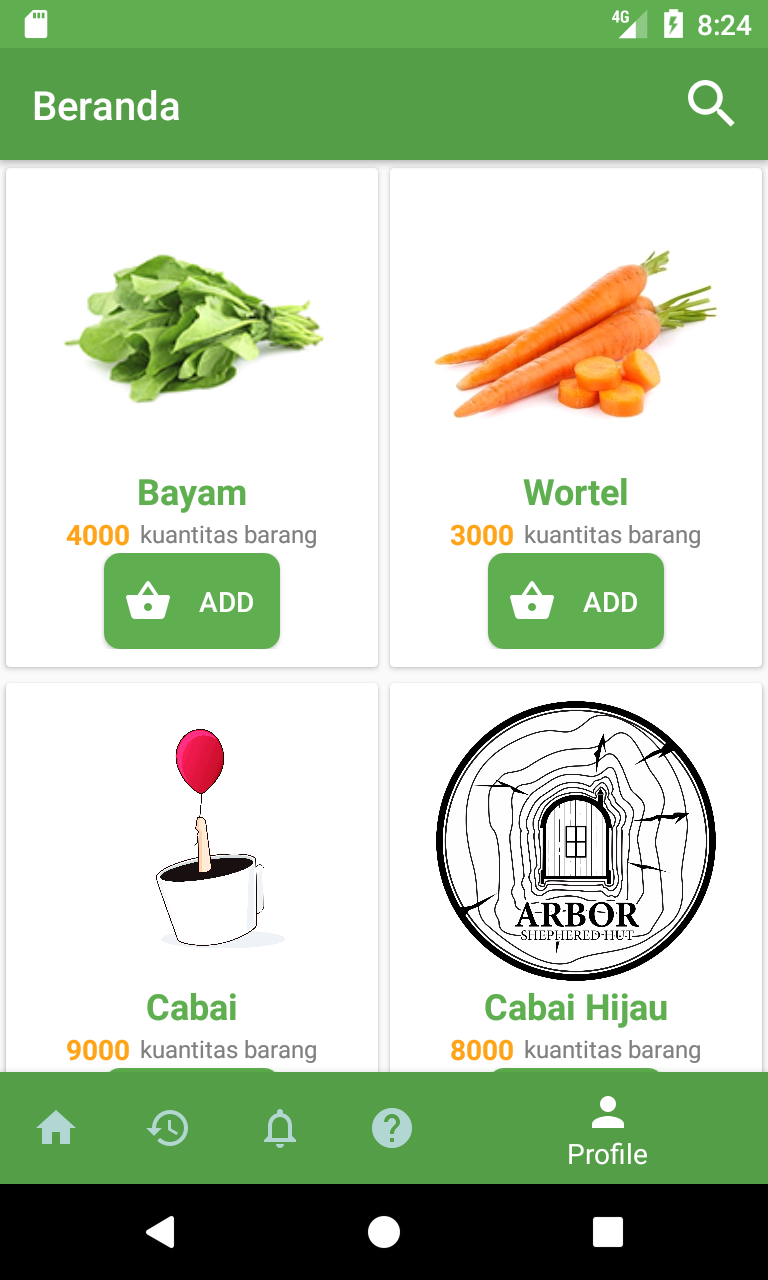 4G 8:24
Beranda
Bayam
4000 kuantitas barang
ADD
Wortel
3000 kuantitas barang
ADD
ARBOR
SHEPHERED HUT
Cabai
9000 kuantitas barang
Cabai Hijau
8000 kuantitas barang
Profile